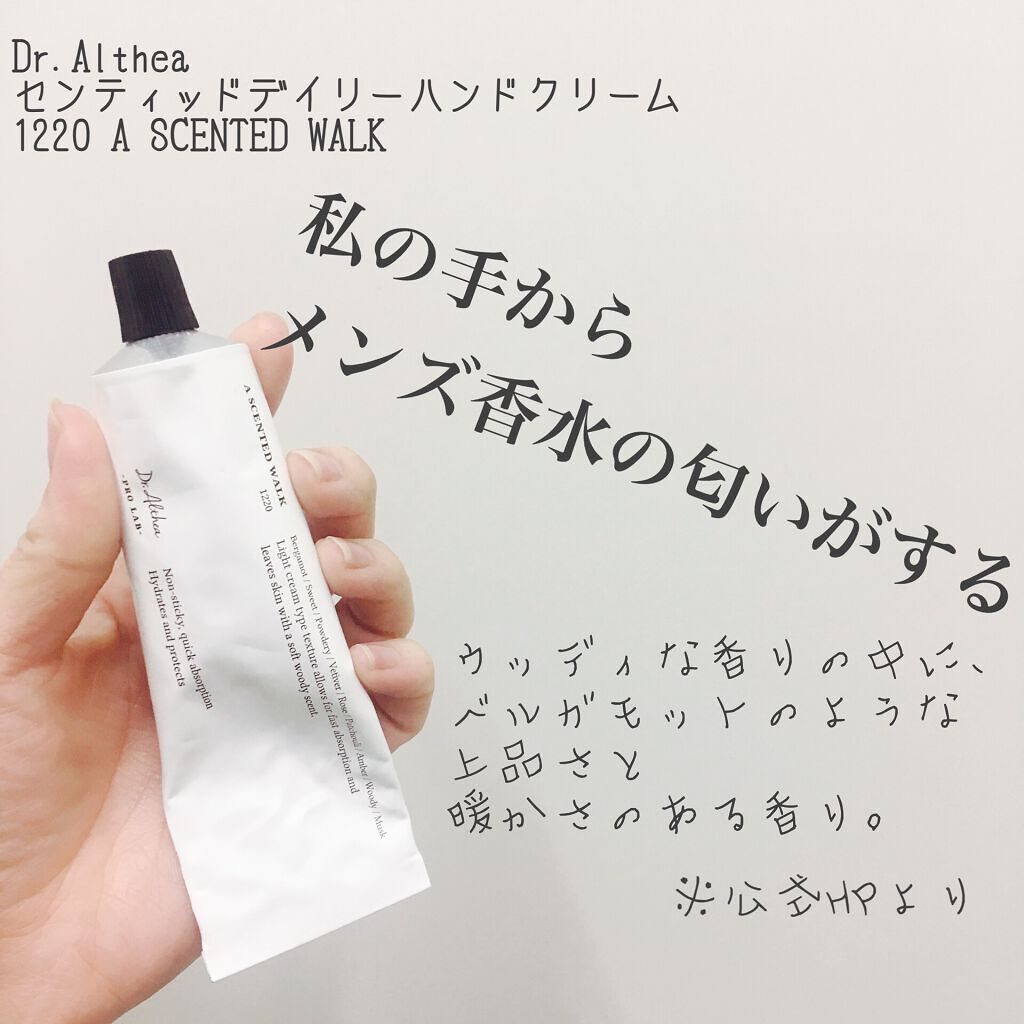 Dr.Althea
センティッドデイリーハンドクリーム
1220 A SCENTED WALK
私の手から
メンズ香水の匂いがする
A SCENTED WALK 1220
Bergamot / Sweet / Powdery / Vetiver / Rose / Patchouli / Amber / Woody / Musk
Light cream type texture allows for fast absorption and
leaves skin with a soft woody scent.
Dr.Althea
-PRO LAB-
Non-sticky, quick absorption
Hydrates and protects
ウッディな香りの中に、
ベルガモットのような
上品さと
暖かさのある香り。
※公式HPより